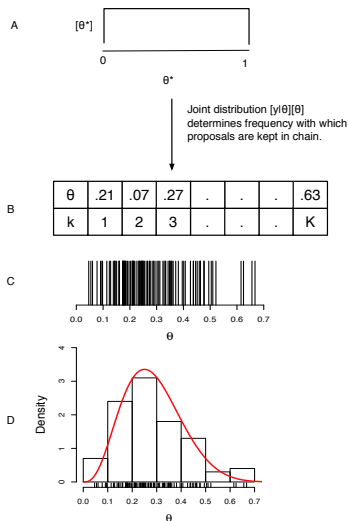 A
[θ*]
0 1
θ*
Joint distribution [y|θ][θ]
determines frequency with which
proposals are kept in chain.
B
θ .21 .07 .27 . . . .63
k 1 2 3 . . . K
C
0.0 0.1 0.2 0.3 0.4 0.5 0.6 0.7
θ
D
Density
4
3
2
1
0
0.0 0.1 0.2 0.3 0.4 0.5 0.6 0.7
θ